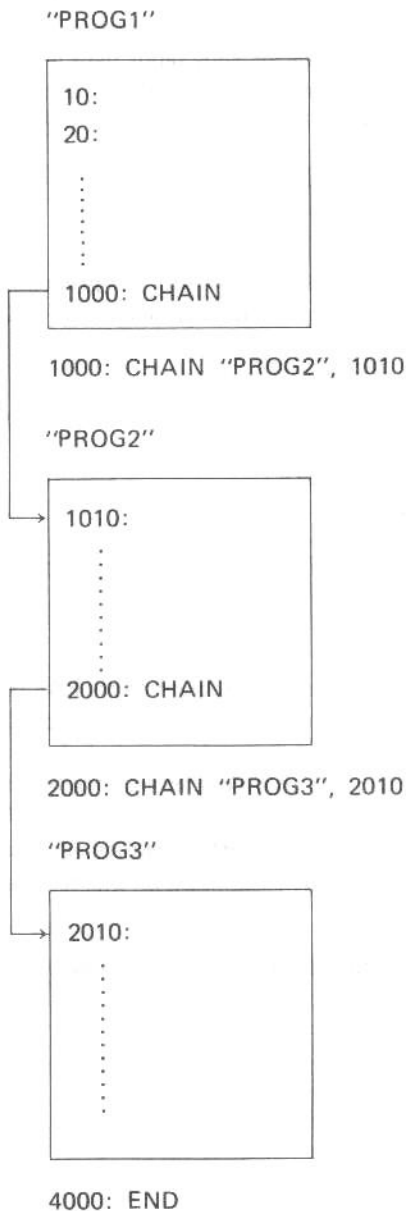 "PROG1"
10:
20:
1000: CHAIN
1000: CHAIN "PROG2", 1010
"PROG2"
1010:
2000: CHAIN
2000: CHAIN "PROG3", 2010
"PROG3"
2010:
4000: END